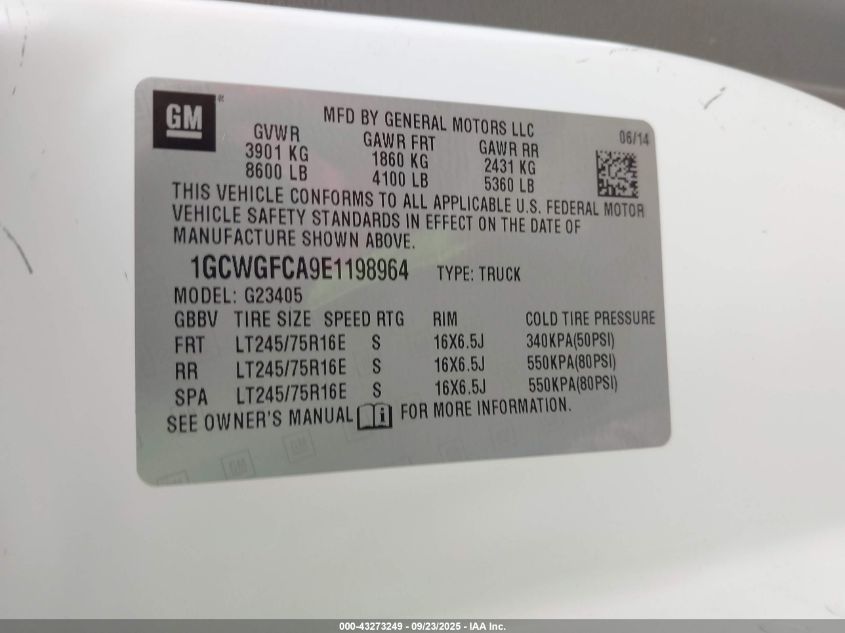 GM
MFD BY GENERAL MOTORS LLC
06/14
GVWR GAWR FRT GAWR RR
3901 KG 1860 KG 2431 KG
8600 LB 4100 LB 5360 LB
THIS VEHICLE CONFORMS TO ALL APPLICABLE U.S. FEDERAL MOTOR
VEHICLE SAFETY STANDARDS IN EFFECT ON THE DATE OF
MANUFACTURE SHOWN ABOVE.
1GCWGFCA9E1198964 TYPE: TRUCK
MODEL: G23405
GBBV TIRE SIZE SPEED RTG RIM COLD TIRE PRESSURE
FRT LT245/75R16E S 16X6.5J 340KPA(50PSI)
RR LT245/75R16E S 16X6.5J 550KPA(80PSI)
SPA LT245/75R16E S 16X6.5J 550KPA(80PSI)
SEE OWNER'S MANUAL i FOR MORE INFORMATION.
000-43273249 - 09/23/2025 - IAA Inc.